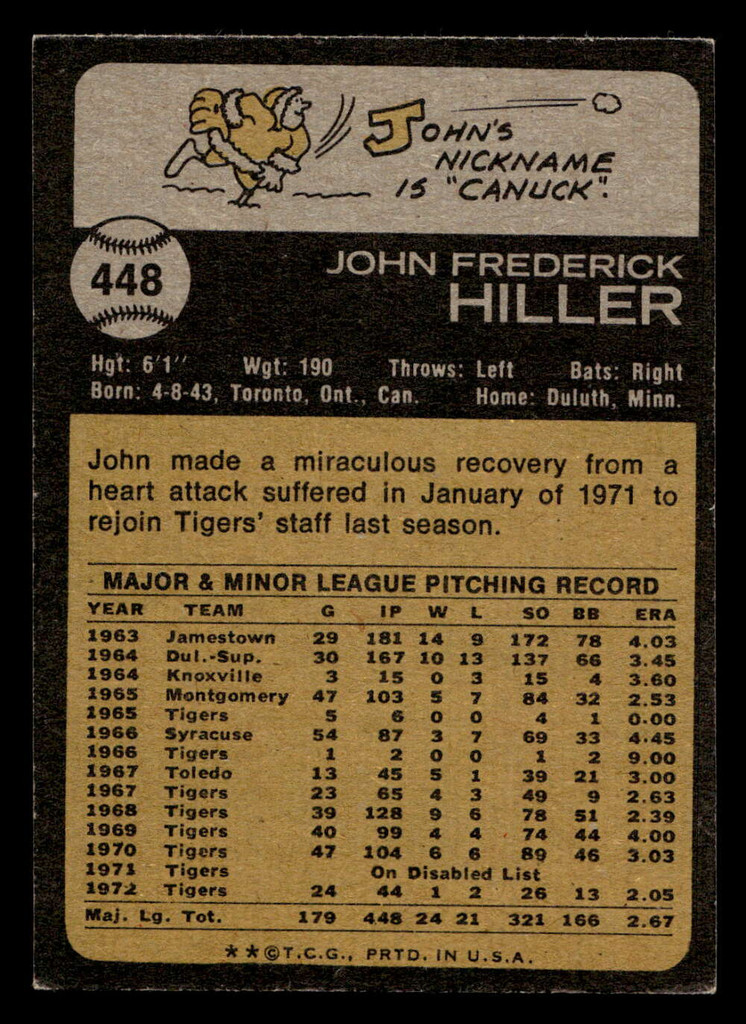 JOHN'S
NICKNAME
IS "CANUCK".
448
JOHN FREDERICK
HILLER
Hgt: 6'1" Wgt: 190 Throws: Left Bats: Right
Born: 4-8-43, Toronto, Ont., Can. Home: Duluth, Minn.
John made a miraculous recovery from a
heart attack suffered in January of 1971 to
rejoin Tigers' staff last season.
MAJOR & MINOR LEAGUE PITCHING RECORD
YEAR TEAM G IP W L SO BB ERA
1963 Jamestown 29 181 14 9 172 78 4.03
1964 Dul.-Sup. 30 167 10 13 137 66 3.45
1964 Knoxville 3 15 0 3 15 4 3.60
1965 Montgomery 47 103 5 7 84 32 2.53
1965 Tigers 5 6 0 0 4 1 0.00
1966 Syracuse 54 87 3 7 69 33 4.45
1966 Tigers 1 2 0 0 1 2 9.00
1967 Toledo 13 45 5 1 39 21 3.00
1967 Tigers 23 65 4 3 49 9 2.63
1968 Tigers 39 128 9 6 78 51 2.39
1969 Tigers 40 99 4 4 74 44 4.00
1970 Tigers 47 104 6 6 89 46 3.03
1971 Tigers On Disabled List
1972 Tigers 24 44 1 2 26 13 2.05
Maj. Lg. Tot. 179 448 24 21 321 166 2.67
**©T.C.G., PRTD. IN U.S.A.